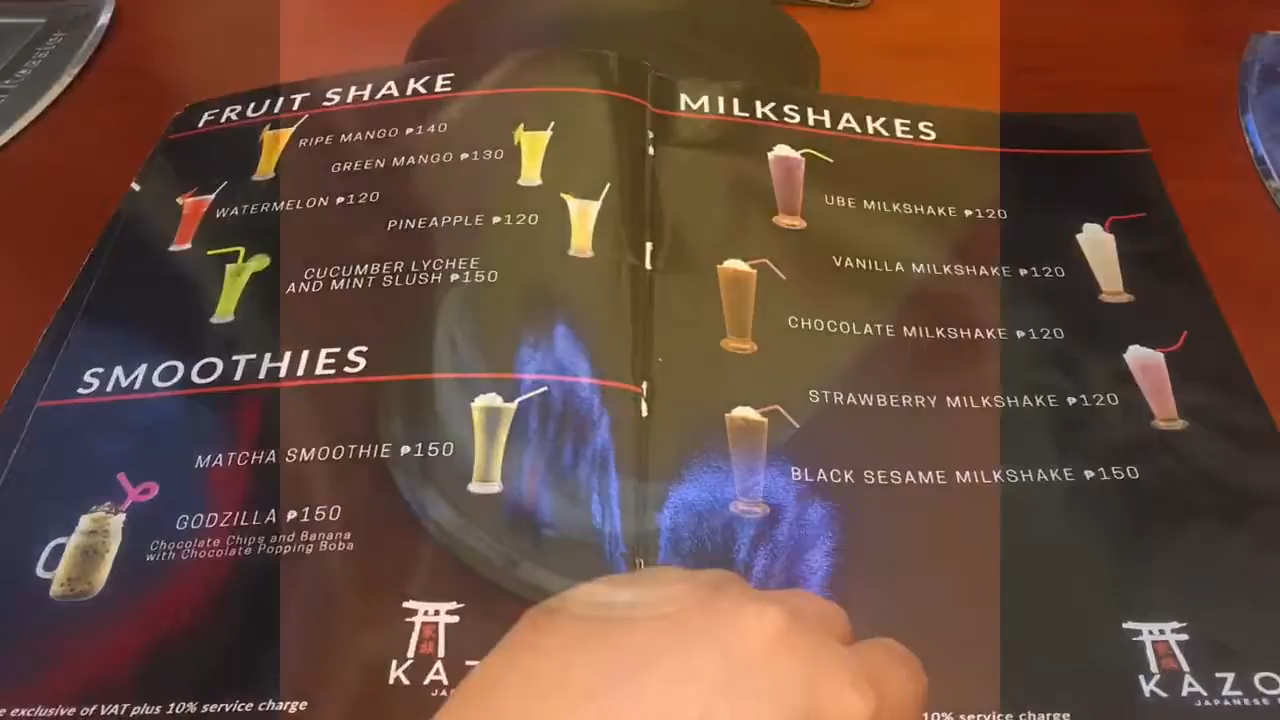 FRUIT SHAKE
RIPE MANGO ₱140
GREEN MANGO ₱130
WATERMELON ₱120
PINEAPPLE ₱120
CUCUMBER LYCHEE
AND MINT SLUSH ₱150
SMOOTHIES
MATCHA SMOOTHIE ₱150
GODZILLA ₱150
Chocolate Chips and Banana
with Chocolate Popping Boba
exclusive of VAT plus 10% service charge
MILKSHAKES
UBE MILKSHAKE ₱120
VANILLA MILKSHAKE ₱120
CHOCOLATE MILKSHAKE ₱120
STRAWBERRY MILKSHAKE ₱120
BLACK SESAME MILKSHAKE ₱150
KAZO
JAPANESE
10% service charge